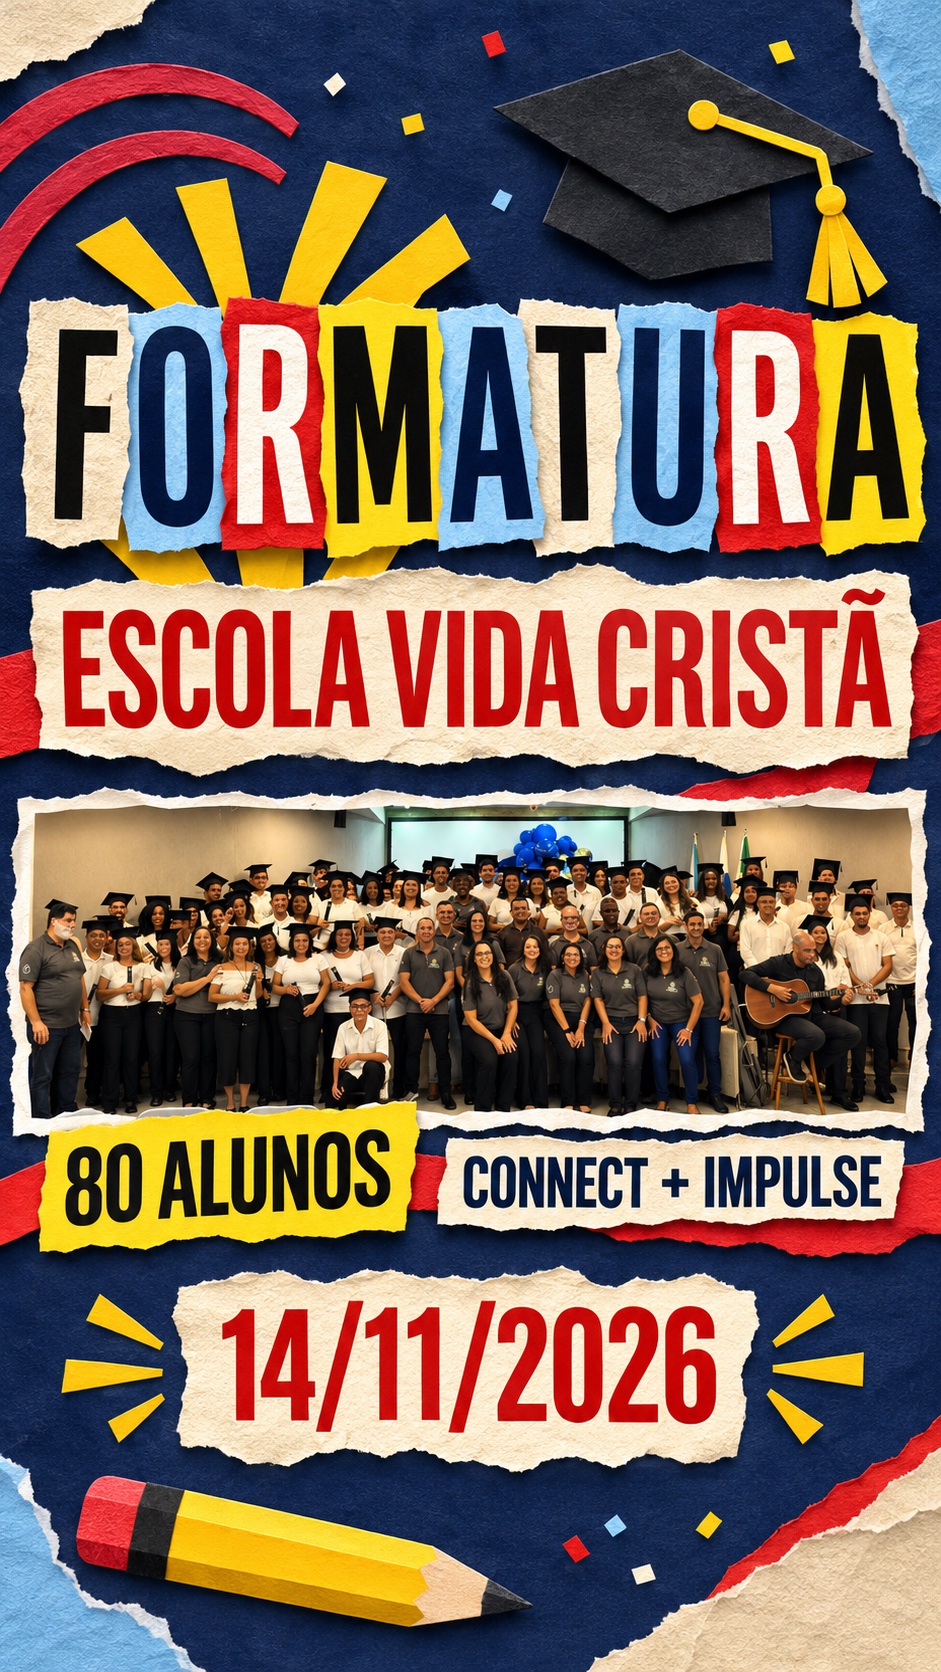 FORMATURA
ESCOLA VIDA CRISTÃ
80 ALUNOS
CONNECT + IMPULSE
14/11/2026